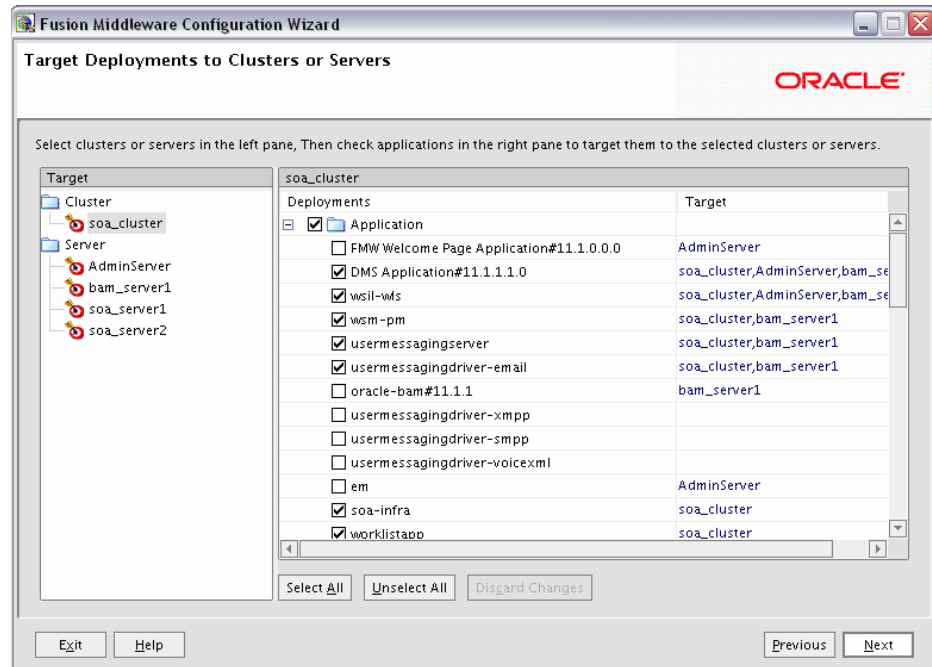 Fusion Middleware Configuration Wizard
Target Deployments to Clusters or Servers
ORACLE
Select clusters or servers in the left pane, Then check applications in the right pane to target them to the selected clusters or servers.
Target
Cluster
soa_cluster
Server
AdminServer
bam_server1
soa_server1
soa_server2
soa_cluster
Deployments Target
Application
FMW Welcome Page Application#11.1.0.0.0 AdminServer
DMS Application#11.1.1.1.0 soa_cluster,AdminServer,bam_se
wsil-wls soa_cluster,AdminServer,bam_se
wsm-pm soa_cluster,bam_server1
usermessagingserver soa_cluster,bam_server1
usermessagingdriver-email soa_cluster,bam_server1
oracle-bam#11.1.1 bam_server1
usermessagingdriver-xmpp
usermessagingdriver-smpp
usermessagingdriver-voicexml
em AdminServer
soa-infra soa_cluster
worklistapp soa_cluster
Select All Unselect All Discard Changes
Exit Help Previous Next